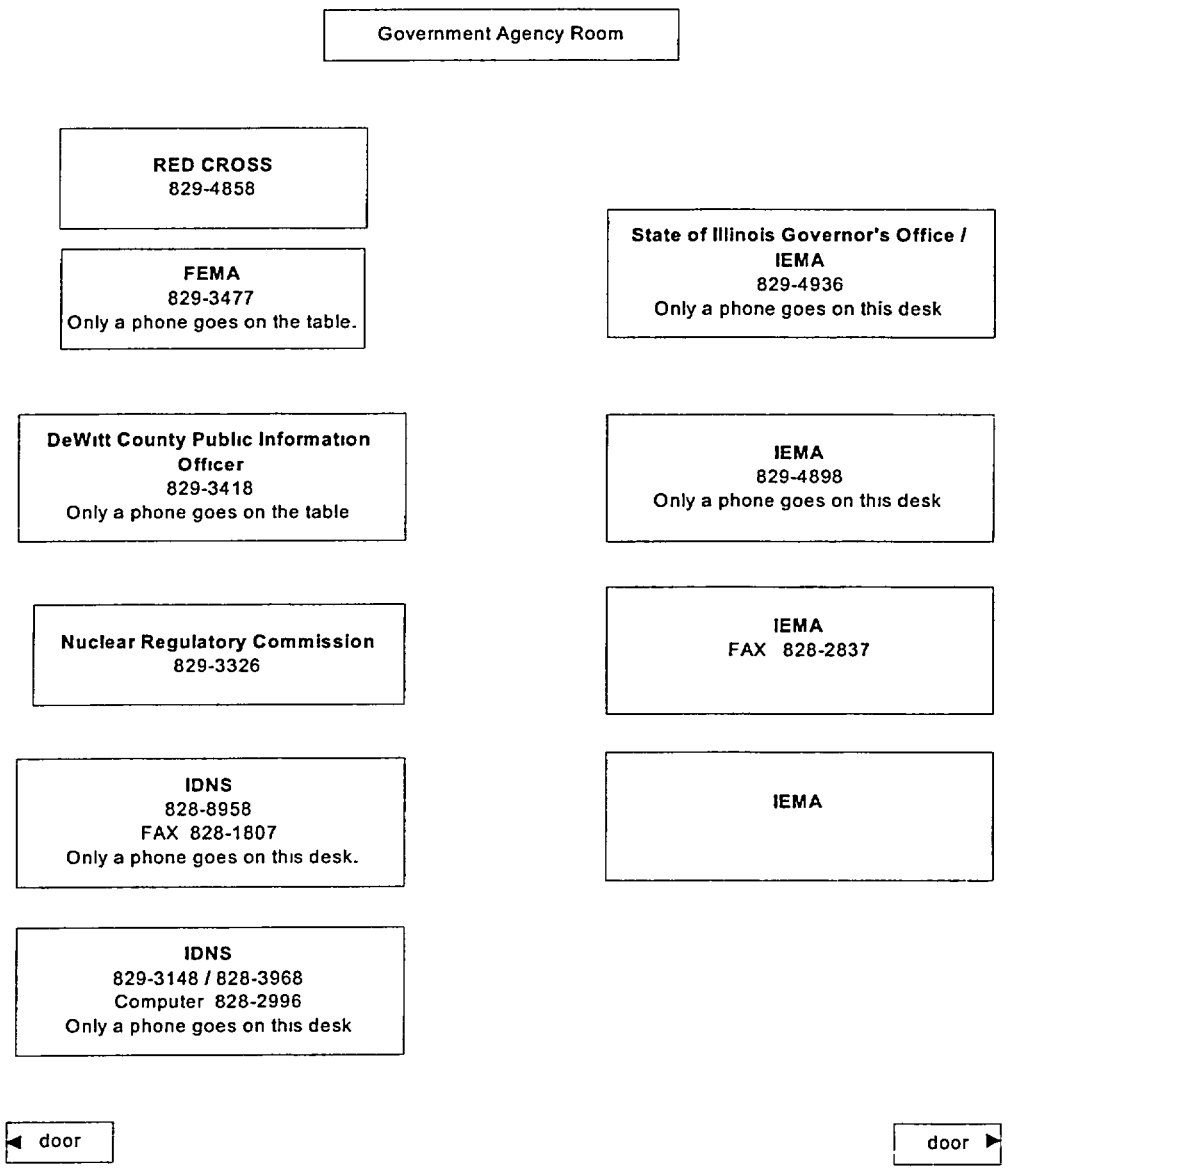 Government Agency Room
RED CROSS
829-4858
FEMA
829-3477
Only a phone goes on the table.
DeWitt County Public Information
Officer
829-3418
Only a phone goes on the table
Nuclear Regulatory Commission
829-3326
IDNS
828-8958
FAX 828-1807
Only a phone goes on this desk.
IDNS
829-3148 / 828-3968
Computer 828-2996
Only a phone goes on this desk
State of Illinois Governor's Office /
IEMA
829-4936
Only a phone goes on this desk
IEMA
829-4898
Only a phone goes on this desk
IEMA
FAX 828-2837
IEMA
door
door